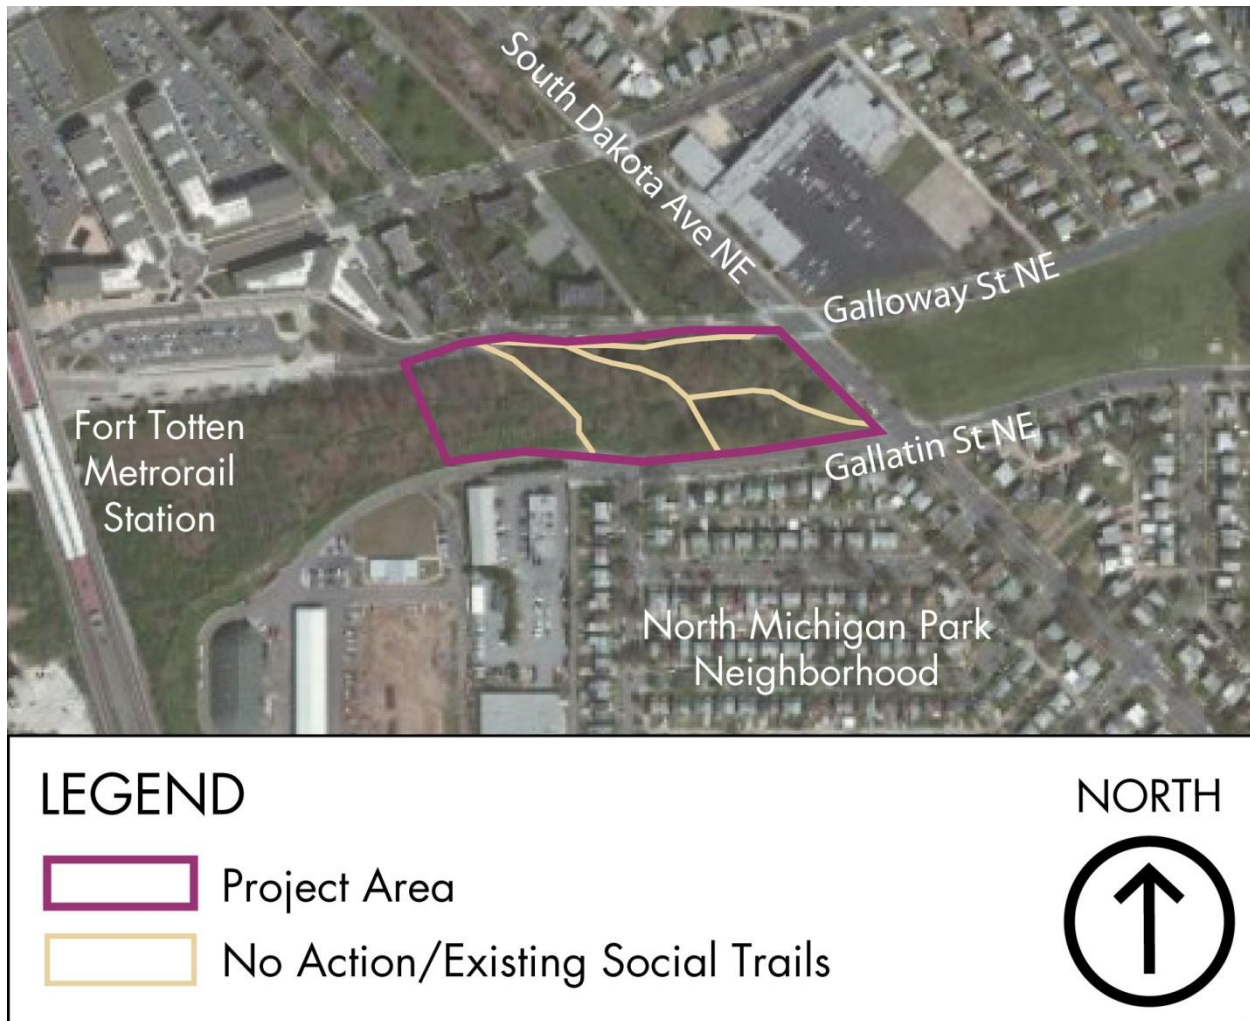 South Dakota Ave NE
Galloway St NE
Gallatin St NE
Fort Totten
Metrorail
Station
North Michigan Park
Neighborhood
LEGEND
Project Area
No Action/Existing Social Trails
NORTH